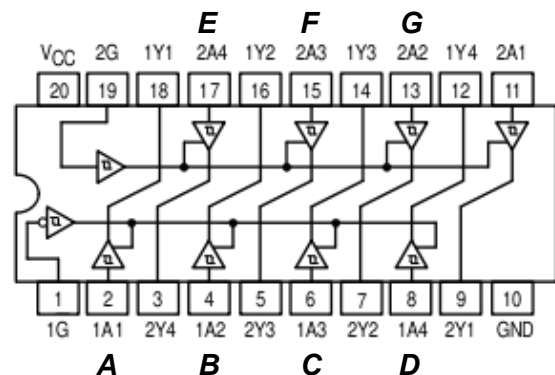 E F G
VCC 2G 1Y1 2A4 1Y2 2A3 1Y3 2A2 1Y4 2A1
20 19 18 17 16 15 14 13 12 11
1 2 3 4 5 6 7 8 9 10
1G 1A1 2Y4 1A2 2Y3 1A3 2Y2 1A4 2Y1 GND
A B C D